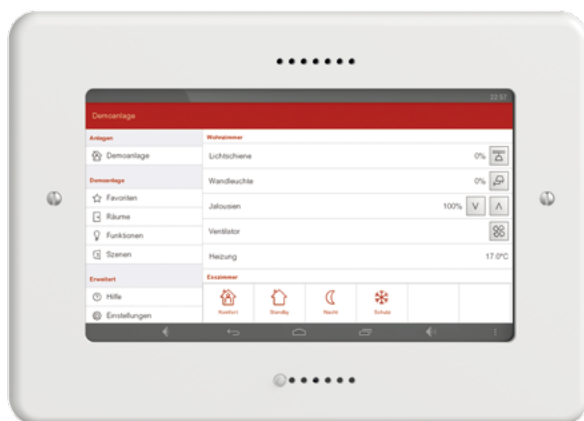 22:57
Demoanlage
Anlagen
Demoanlage
Demoanlage
Favoriten
Räume
Funktionen
Szenen
Erweitert
Hilfe
Einstellungen
Wohnzimmer
Lichtschiene 0%
Wandleuchte 0%
Jalousien 100%
Ventilator
Heizung 17.0°C
Esszimmer
Komfort Standby Nacht Schutz